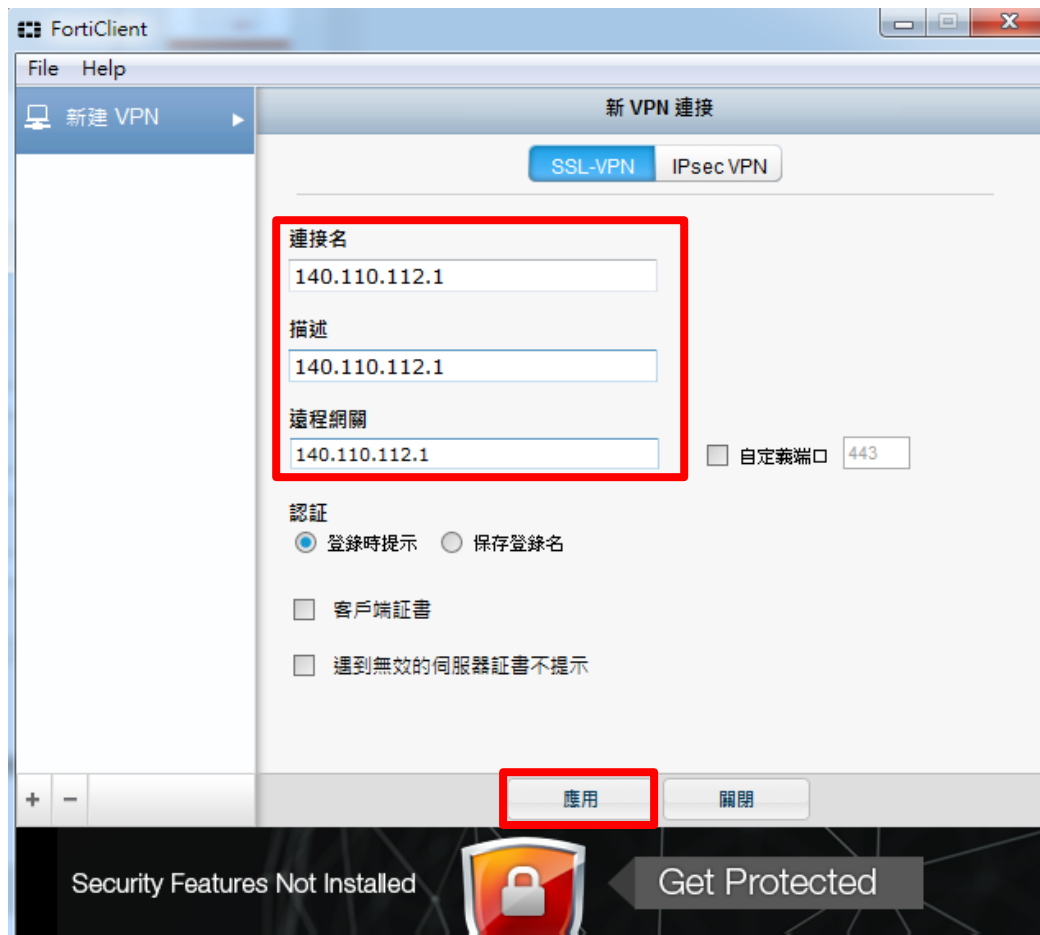 FortiClient
File Help
新建 VPN
新 VPN 連接
SSL-VPN IPsec VPN
連接名
140.110.112.1
描述
140.110.112.1
遠程網關
140.110.112.1
自定義端口 443
認証
登錄時提示 保存登錄名
客戶端証書
遇到無效的伺服器証書不提示
+ −
應用 關閉
Security Features Not Installed
Get Protected